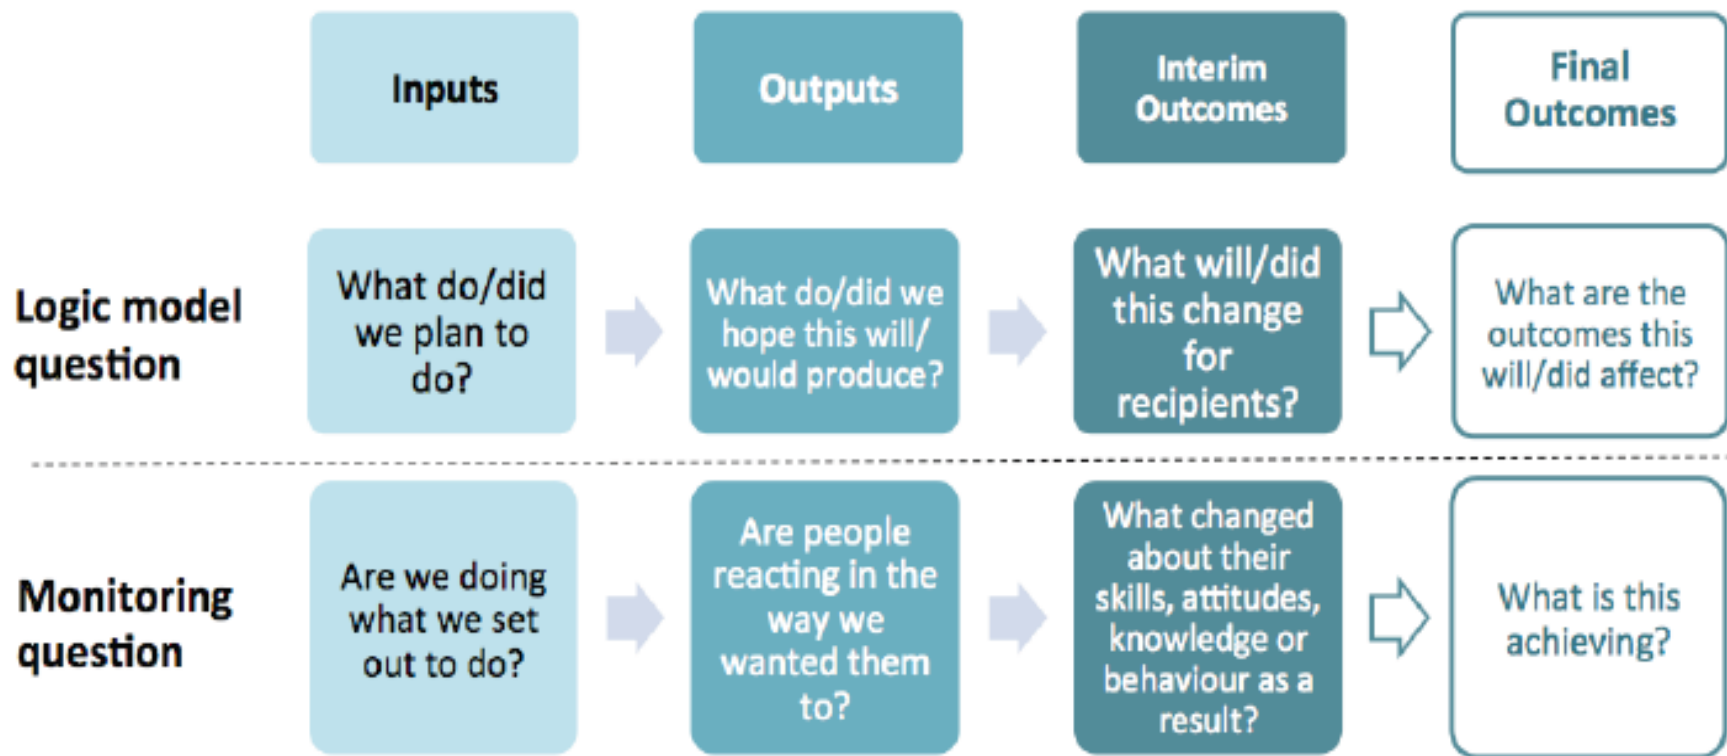 Inputs
Outputs
Interim
Outcomes
Final
Outcomes
Logic model
question
What do/did
we plan to
do?
What do/did we
hope this will/
would produce?
What will/did
this change
for
recipients?
What are the
outcomes this
will/did affect?
Monitoring
question
Are we doing
what we set
out to do?
Are people
reacting in the
way we
wanted them
to?
What changed
about their
skills, attitudes,
knowledge or
behaviour as a
result?
What is this
achieving?